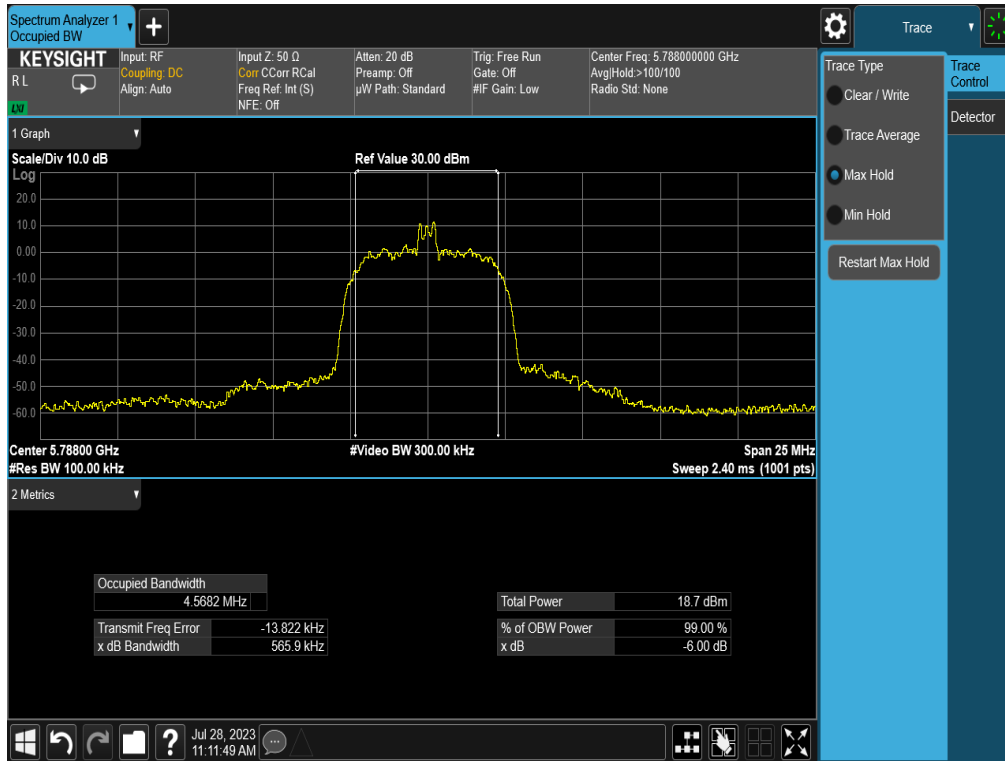 Spectrum Analyzer 1
Occupied BW
Trace
KEYSIGHT
R L
LXI
Input: RF
Coupling: DC
Align: Auto
Input Z: 50 Ω
Corr CCorr RCal
Freq Ref: Int (S)
NFE: Off
Atten: 20 dB
Preamp: Off
µW Path: Standard
Trig: Free Run
Gate: Off
#IF Gain: Low
Center Freq: 5.788000000 GHz
Avg|Hold:>100/100
Radio Std: None
1 Graph
Scale/Div 10.0 dB
Ref Value 30.00 dBm
Log
20.0
10.0
0.00
-10.0
-20.0
-30.0
-40.0
-50.0
-60.0
Center 5.78800 GHz
#Video BW 300.00 kHz
Span 25 MHz
#Res BW 100.00 kHz
Sweep 2.40 ms (1001 pts)
2 Metrics
Occupied Bandwidth
4.5682 MHz
Total Power 18.7 dBm
Transmit Freq Error -13.822 kHz
% of OBW Power 99.00 %
x dB Bandwidth 565.9 kHz
x dB -6.00 dB
?
Jul 28, 2023
11:11:49 AM
Trace Type
Clear / Write
Trace Average
Max Hold
Min Hold
Restart Max Hold
Trace
Control
Detector